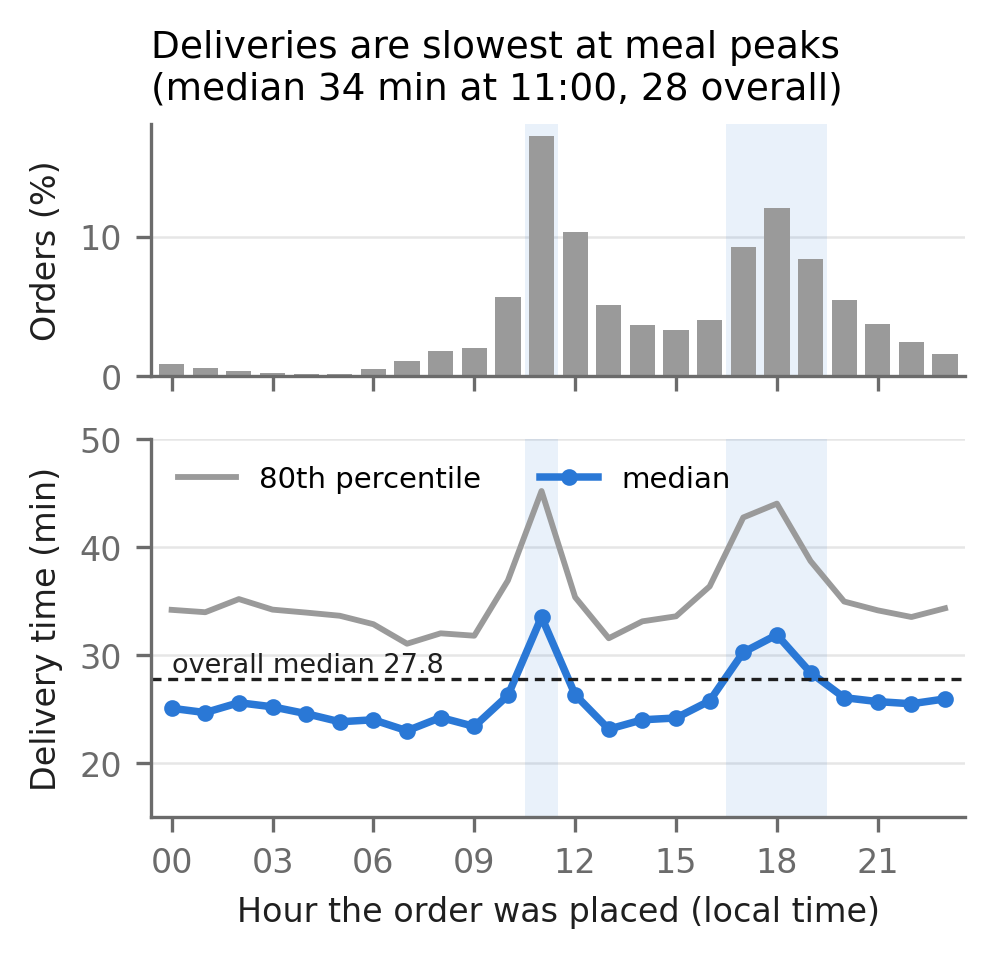 Deliveries are slowest at meal peaks
(median 34 min at 11:00, 28 overall)
Orders (%)
10
0
Delivery time (min)
50
40
30
20
80th percentile
median
overall median 27.8
00 03 06 09 12 15 18 21
Hour the order was placed (local time)